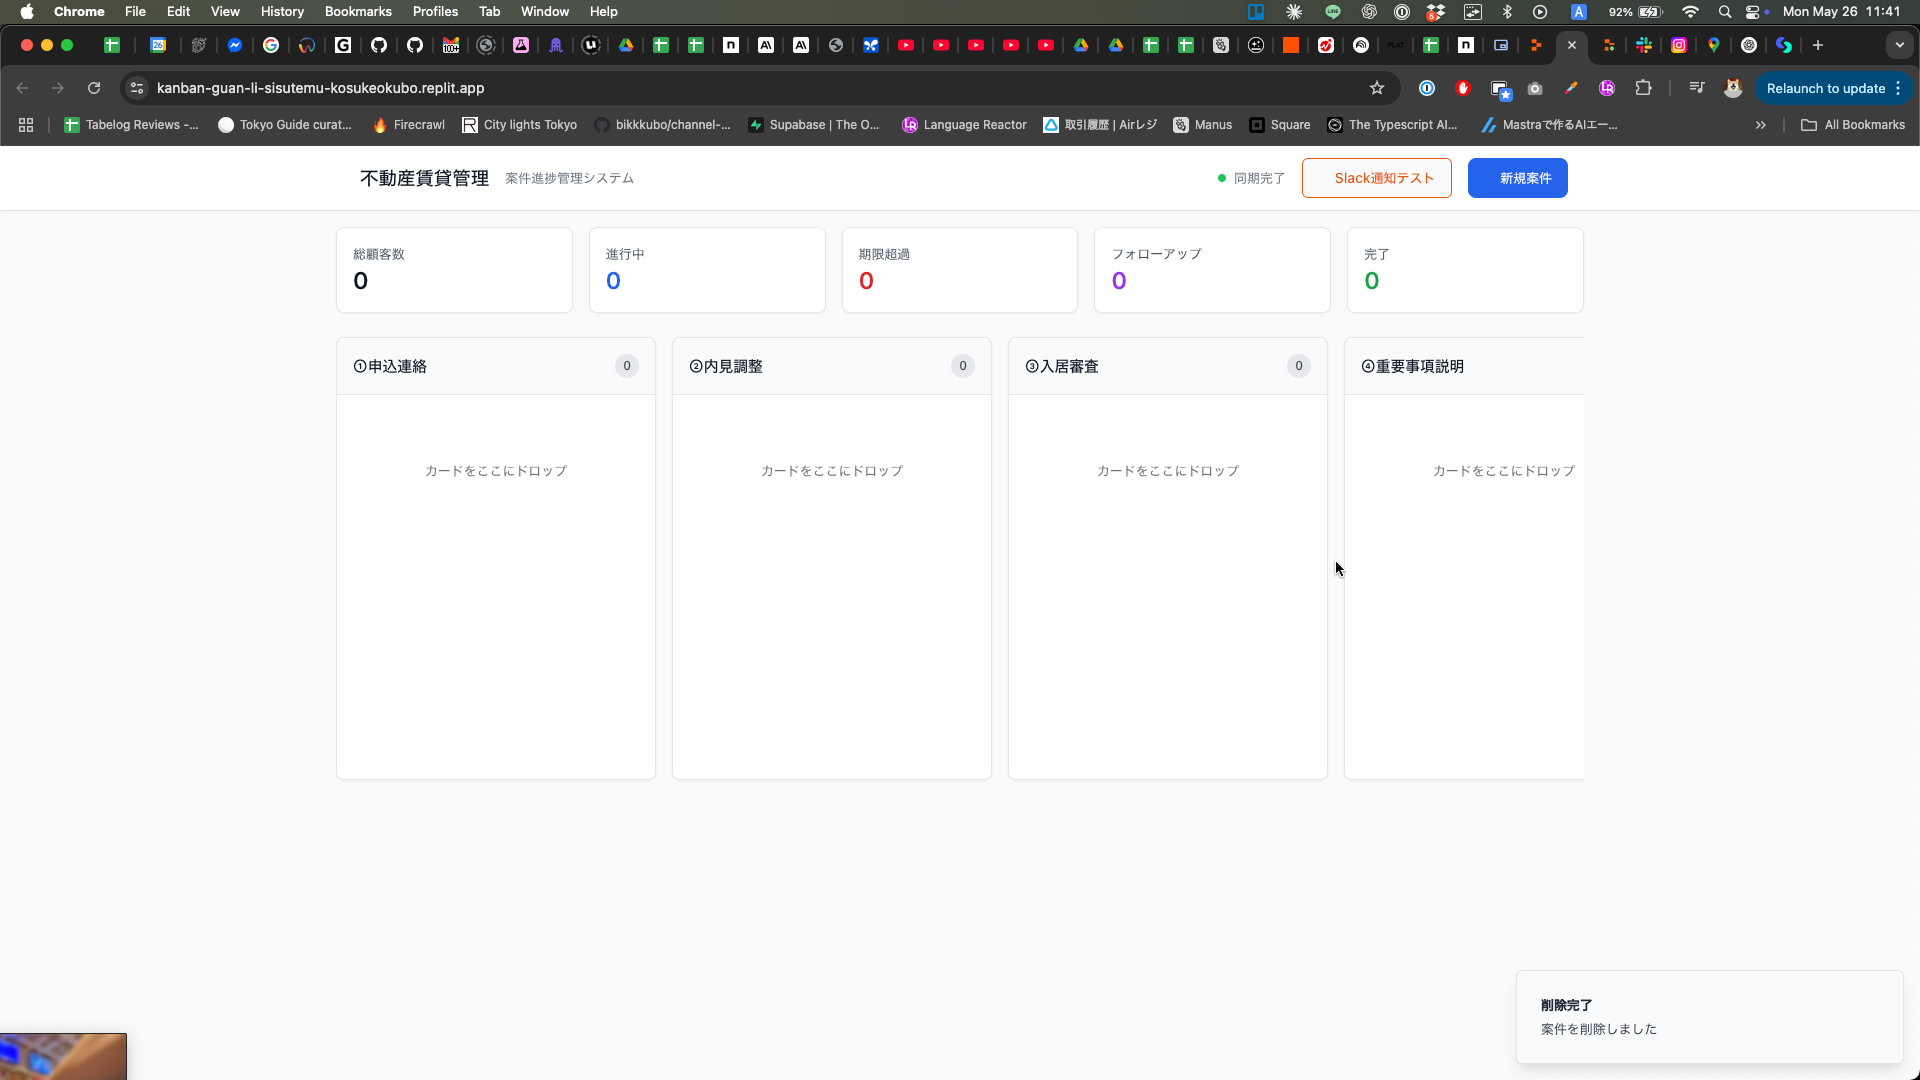 Chrome File Edit View History Bookmarks Profiles Tab Window Help
92% Mon May 26 11:41
kanban-guan-li-sisutemu-kosukeokubo.replit.app
Relaunch to update
Tabelog Reviews -... Tokyo Guide curat... Firecrawl City lights Tokyo bikkkubo/channel-... Supabase | The O... Language Reactor 取引履歴 | Airレジ Manus Square The Typescript AI... Mastraで作るAIエー... All Bookmarks
不動産賃貸管理 案件進捗管理システム
同期完了 Slack通知テスト 新規案件
総顧客数
0
進行中
0
期限超過
0
フォローアップ
0
完了
0
①申込連絡 0
②内見調整 0
③入居審査 0
④重要事項説明
カードをここにドロップ
カードをここにドロップ
カードをここにドロップ
カードをここにドロップ
削除完了
案件を削除しました